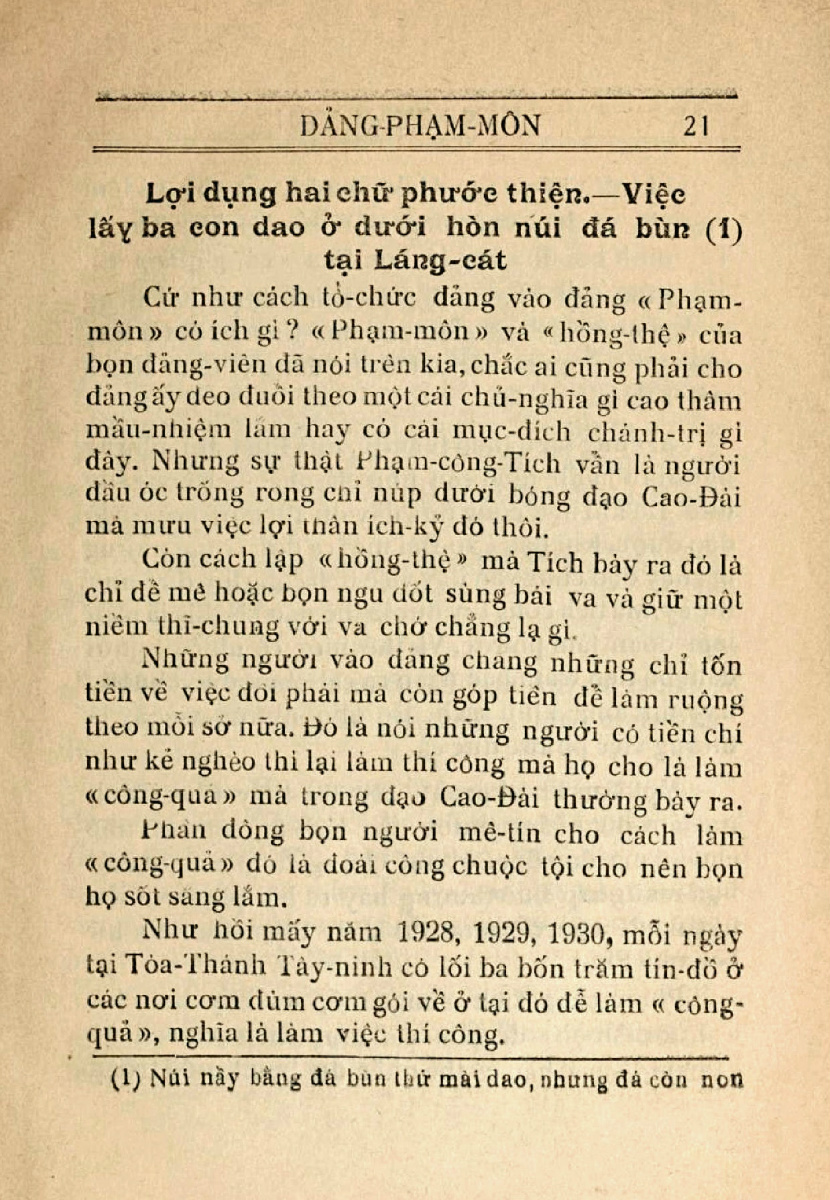 ĐẢNG-PHẠM-MÔN 21
Lợi dụng hai chữ phước thiện.—Việc
lấy ba con dao ở dưới hòn núi đá bùn (1)
tại Láng-cát
Cứ như cách tổ-chức đảng vào đảng « Phạm-
môn » có ích gì ? « Phạm-môn » và « hồng-thệ » của
bọn đảng-viên đã nói trên kia, chắc ai cũng phải cho
đảng ấy đeo đuổi theo một cái chủ-nghĩa gì cao thâm
mầu-nhiệm lắm hay có cái mục-đích chánh-trị gì
đây. Nhưng sự thật Phạm-công-Tích vẫn là người
đầu óc trống rỗng chỉ núp dưới bóng đạo Cao-Đài
mà mưu việc lợi thân ích-kỷ đó thôi.
Còn cách lập « hồng-thệ » mà Tích bày ra đó là
chỉ để mê hoặc bọn ngu dốt sùng bái va và giữ một
niềm thỉ-chung với va chớ chẳng lạ gì.
Những người vào đảng chẳng những chỉ tốn
tiền về việc đòi phái mà còn góp tiền để làm ruộng
theo mỗi sở nữa. Đó là nói những người có tiền chí
như kẻ nghèo thì lại làm thí công mà họ cho là làm
« công-quả » mà trong đạo Cao-Đài thường bày ra.
Phần đông bọn người mê-tín cho cách làm
« công-quả » đó là đoái công chuộc tội cho nên bọn
họ sốt sắng lắm.
Như hồi mấy năm 1928, 1929, 1930, mỗi ngày
tại Tòa-Thánh Tây-ninh có lối ba bốn trăm tín-đồ ở
các nơi cơm đùm cơm gói về ở tại đó để làm « công-
quả », nghĩa là làm việc thí công.
(1) Núi nầy bằng đá bùn thứ mài dao, nhưng đá còn non